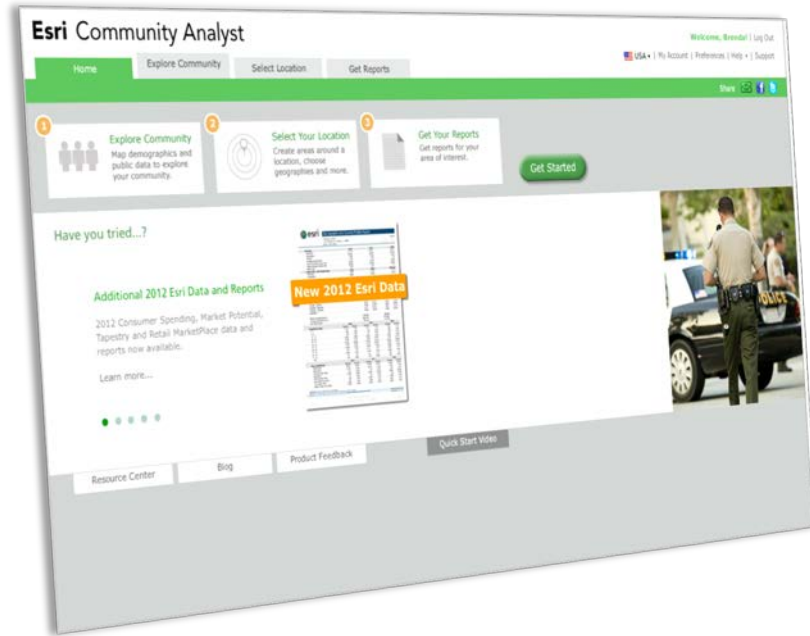 Esri Community Analyst
Welcome, Brenda! | Log Out
USA | My Account | Preferences | Help | Support
Home
Explore Community
Select Location
Get Reports
Share
1
Explore Community
Map demographics and
public data to explore
your community.
2
Select Your Location
Create areas around a
location, choose
geographies and more.
3
Get Your Reports
Get reports for your
area of interest.
Get Started
Have you tried...?
Additional 2012 Esri Data and Reports
2012 Consumer Spending, Market Potential,
Tapestry and Retail MarketPlace data and
reports now available.
Learn more...
esri
New 2012 Esri Data
POLICE
Resource Center
Blog
Product Feedback
Quick Start Video